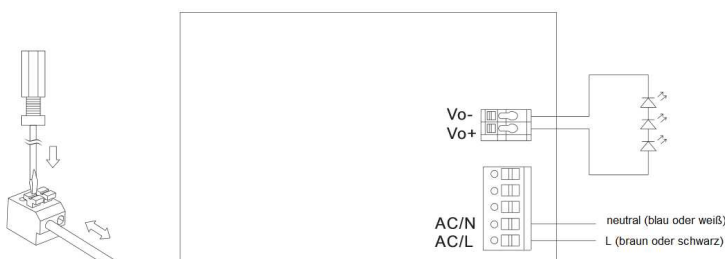 Vo-
Vo+
AC/N
neutral (blau oder weiß)
AC/L
L (braun oder schwarz)